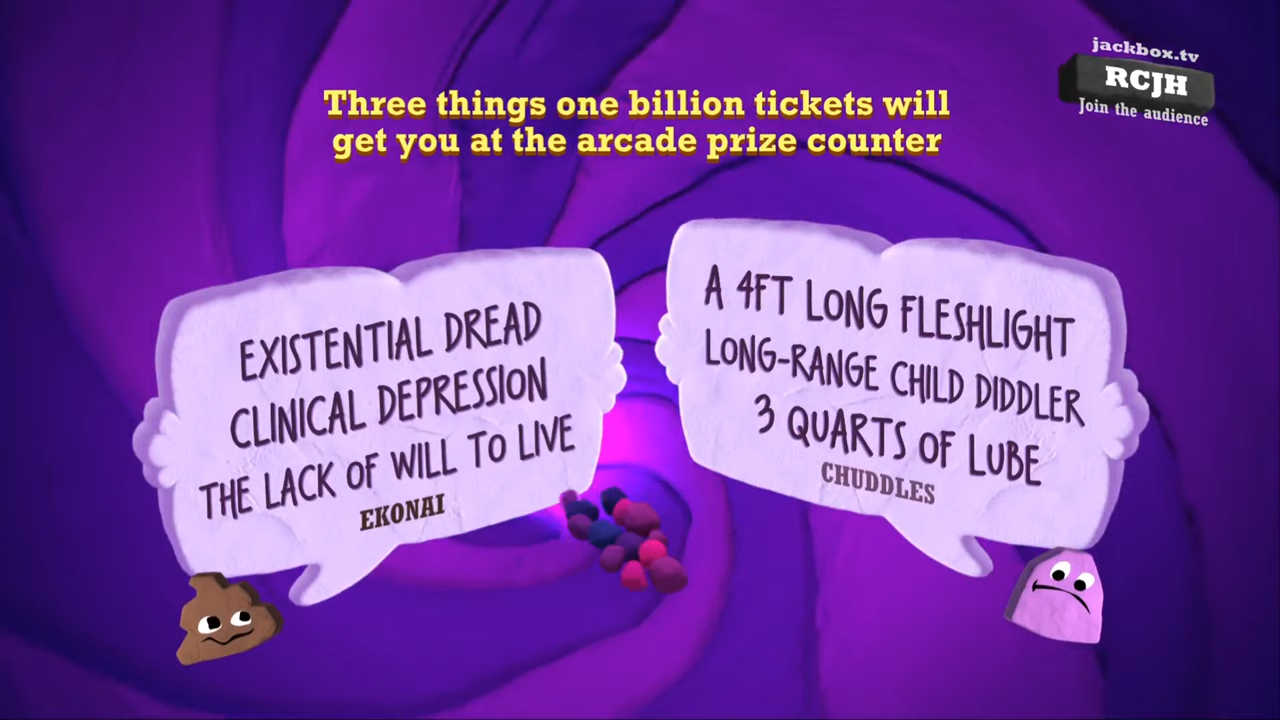 jackbox.tv
RCJH
Join the audience
Three things one billion tickets will
get you at the arcade prize counter
EXISTENTIAL DREAD
CLINICAL DEPRESSION
THE LACK OF WILL TO LIVE
EKONAI
A 4FT LONG FLESHLIGHT
LONG-RANGE CHILD DIDDLER
3 QUARTS OF LUBE
CHUDDLES